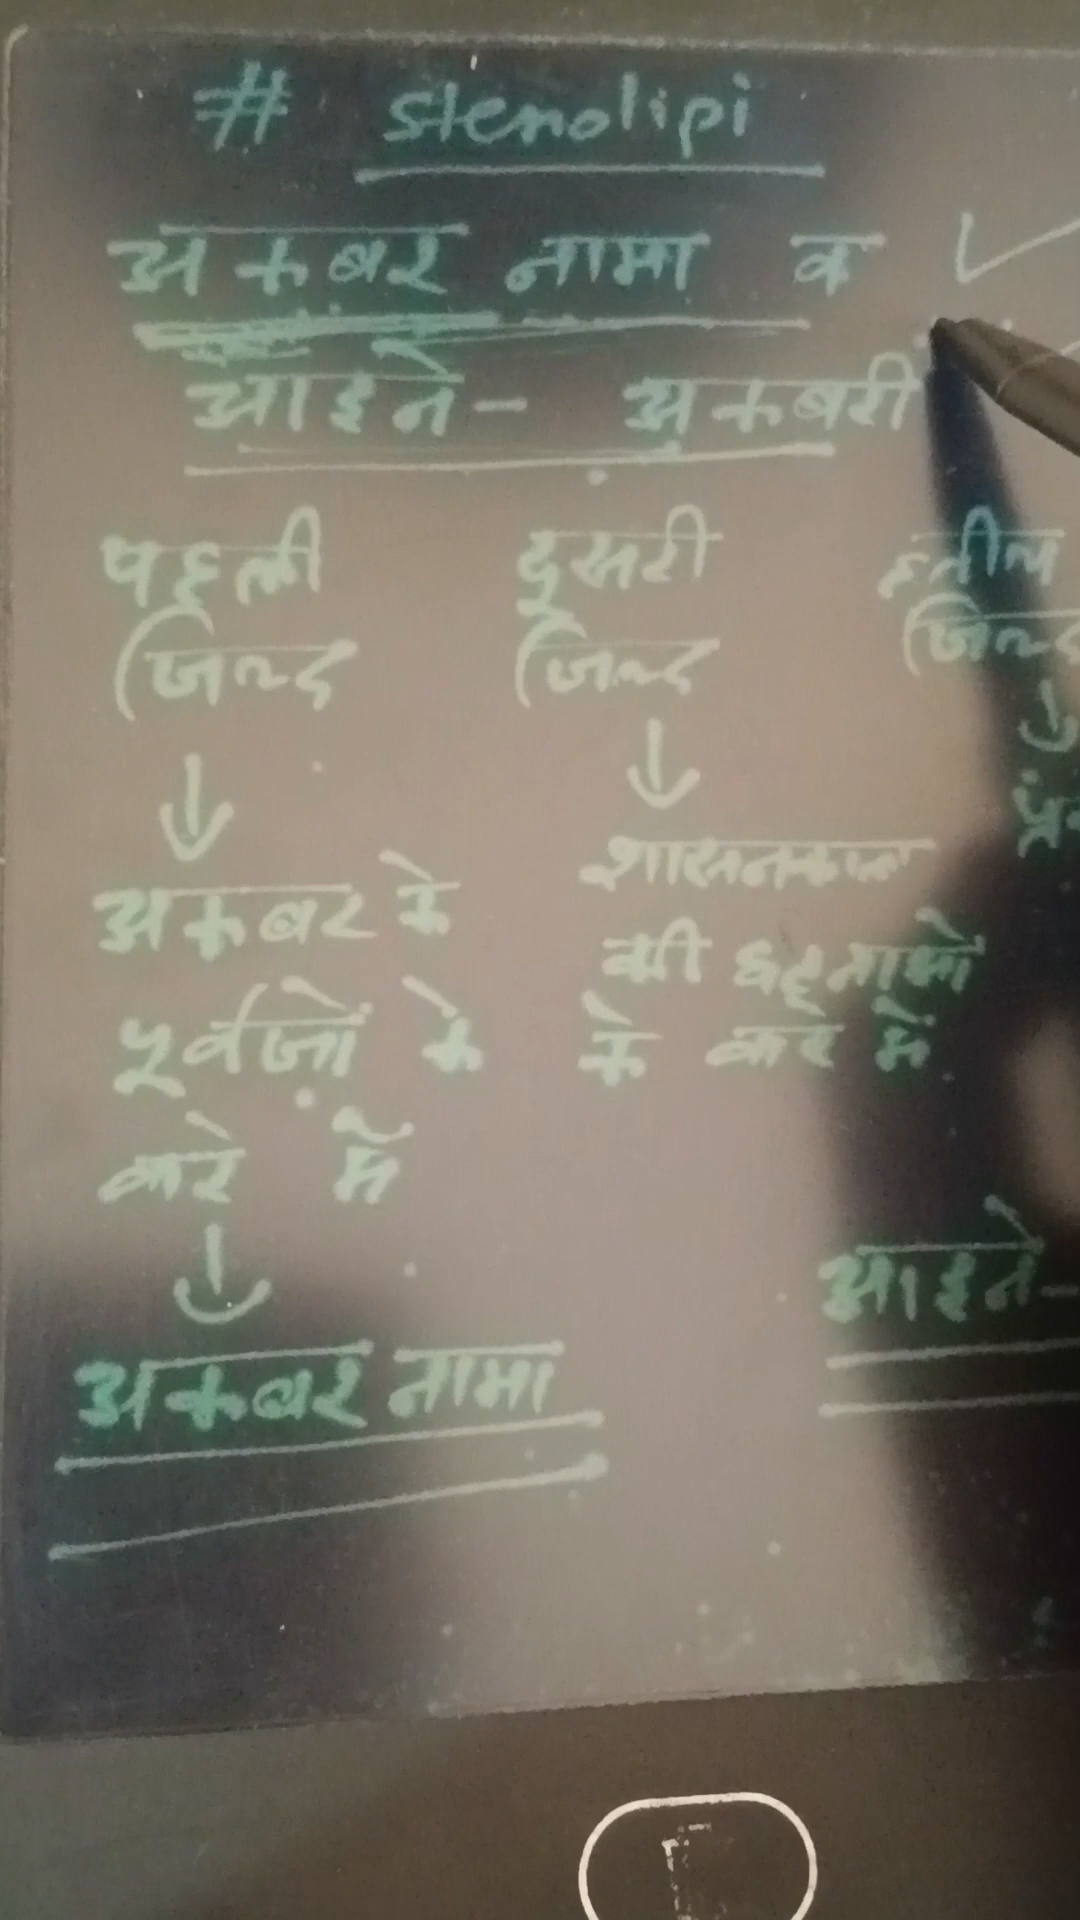 # stenolipi
अकबर नामा व
आइने- अकबरी
पहली दूसरी तृतीय
जिल्द जिल्द जिल्द
शासनकाल
अकबर के
की घटनाओ
पूर्वजों के
के बारे में
बारे में
आइने-
अकबर नामा